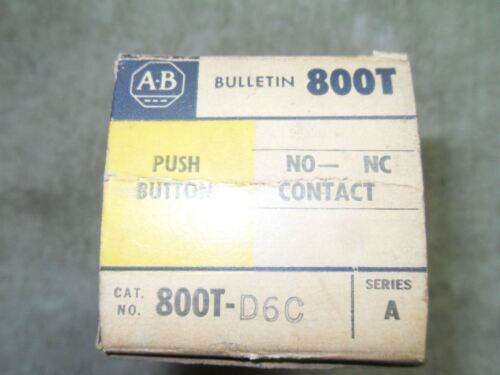 A-B
BULLETIN 800T
PUSH BUTTON
NO— NC CONTACT
CAT. NO. 800T-D6C
SERIES A